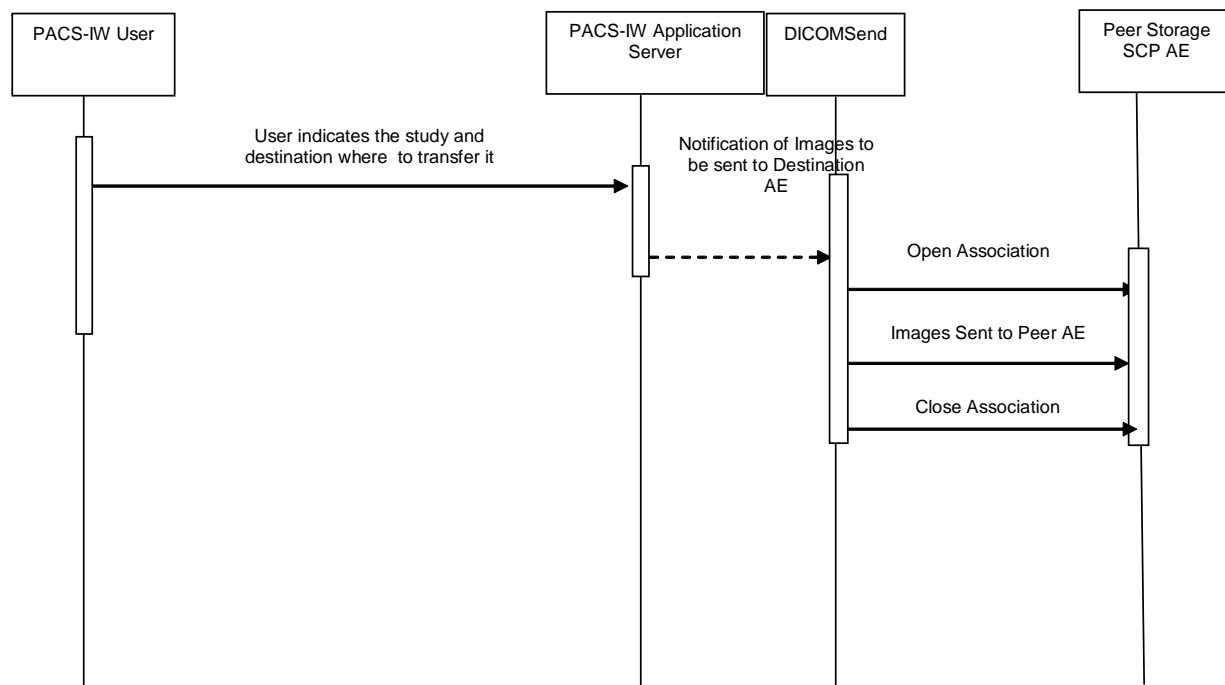 PACS-IW User
PACS-IW Application
Server
DICOMSend
Peer Storage
SCP AE
User indicates the study and
destination where to transfer it
Notification of Images to
be sent to Destination
AE
Open Association
Images Sent to Peer AE
Close Association